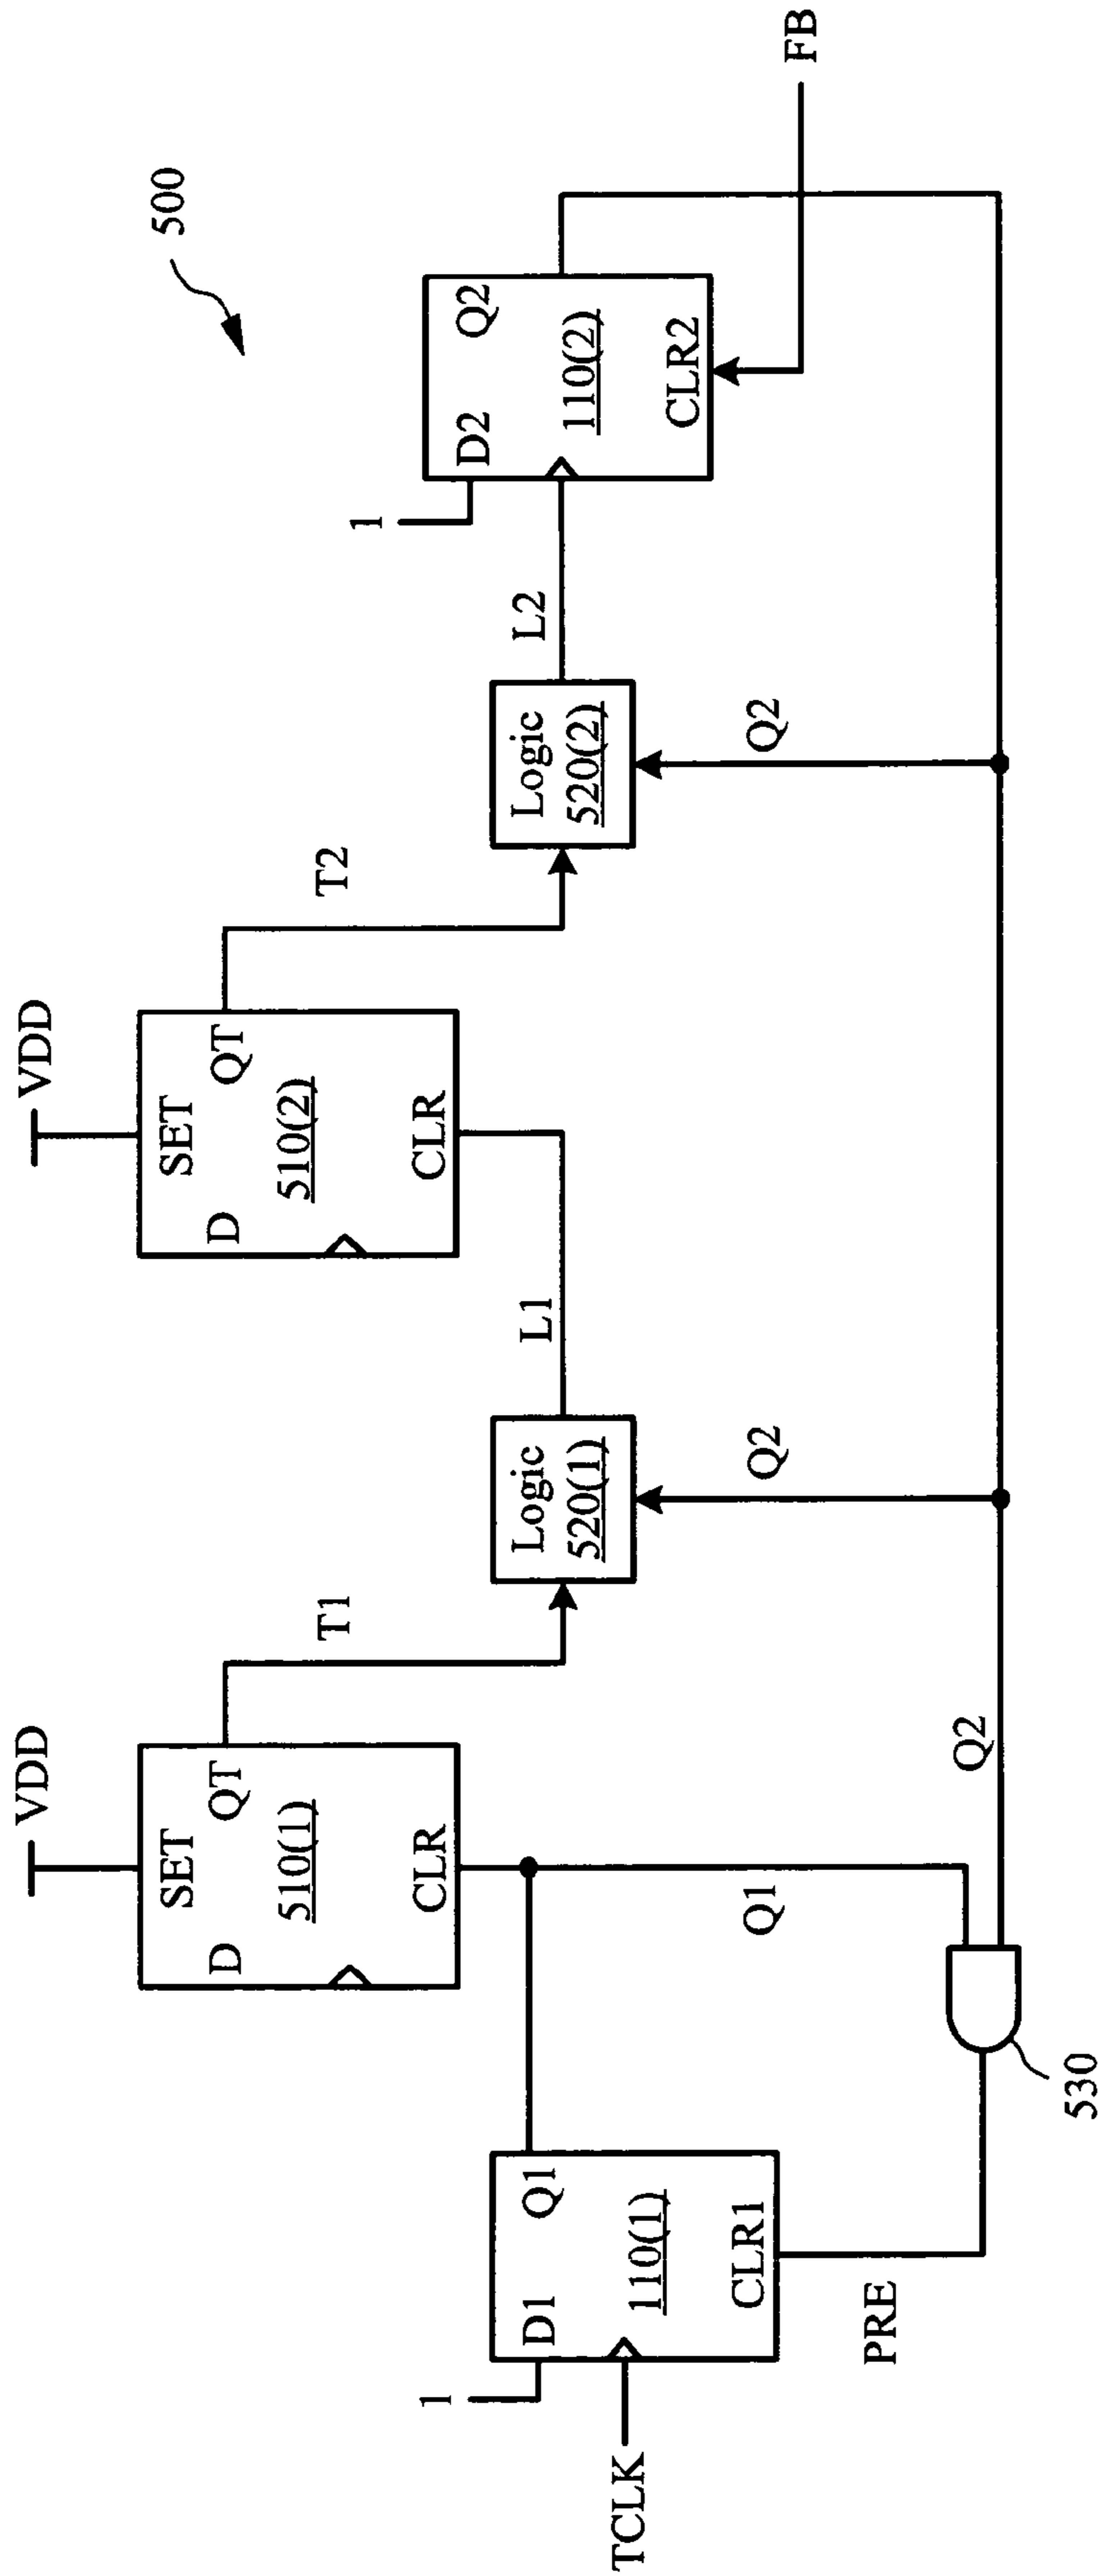 500
VDD
VDD
SET
D
QT
510(1)
CLR
SET
D
QT
510(2)
CLR
T1
T2
1
D1
Q1
110(1)
CLR1
TCLK
Logic
520(1)
L1
Logic
520(2)
L2
1
D2
Q2
110(2)
CLR2
FB
PRE
Q1
Q2
Q2
Q2
530